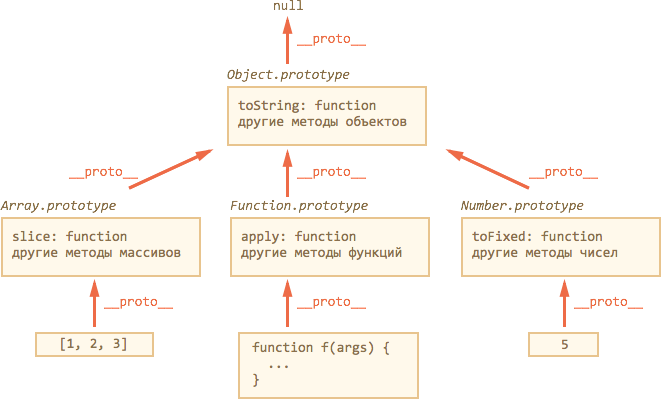 null
__proto__
Object.prototype
toString: function
другие методы объектов
__proto__
__proto__
__proto__
Array.prototype
Function.prototype
Number.prototype
slice: function
другие методы массивов
apply: function
другие методы функций
toFixed: function
другие методы чисел
__proto__
__proto__
__proto__
[1, 2, 3]
function f(args) {
...
}
5